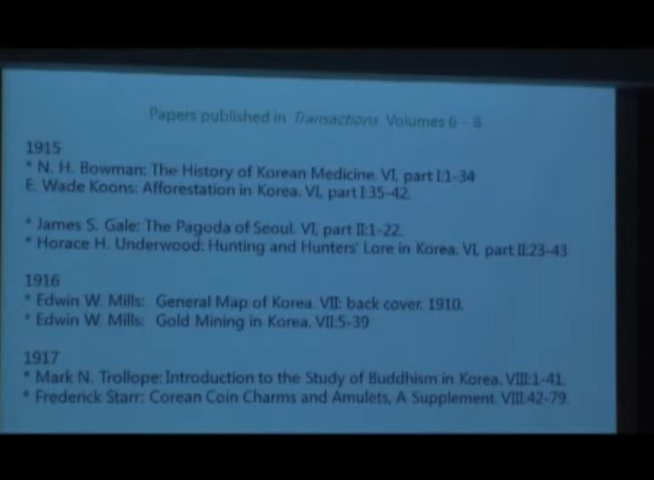 Papers published in Transactions Volumes 6 - 8
1915
* N. H. Bowman: The History of Korean Medicine. VI, part I:1-34
E. Wade Koons: Afforestation in Korea. VI, part I:35-42.
* James S. Gale: The Pagoda of Seoul. VI, part II:1-22.
* Horace H. Underwood: Hunting and Hunters' Lore in Korea. VI, part II:23-43
1916
* Edwin W. Mills: General Map of Korea. VII: back cover. 1910.
* Edwin W. Mills: Gold Mining in Korea. VII:5-39
1917
* Mark N. Trollope: Introduction to the Study of Buddhism in Korea. VIII:1-41.
* Frederick Starr: Corean Coin Charms and Amulets, A Supplement. VIII:42-79.